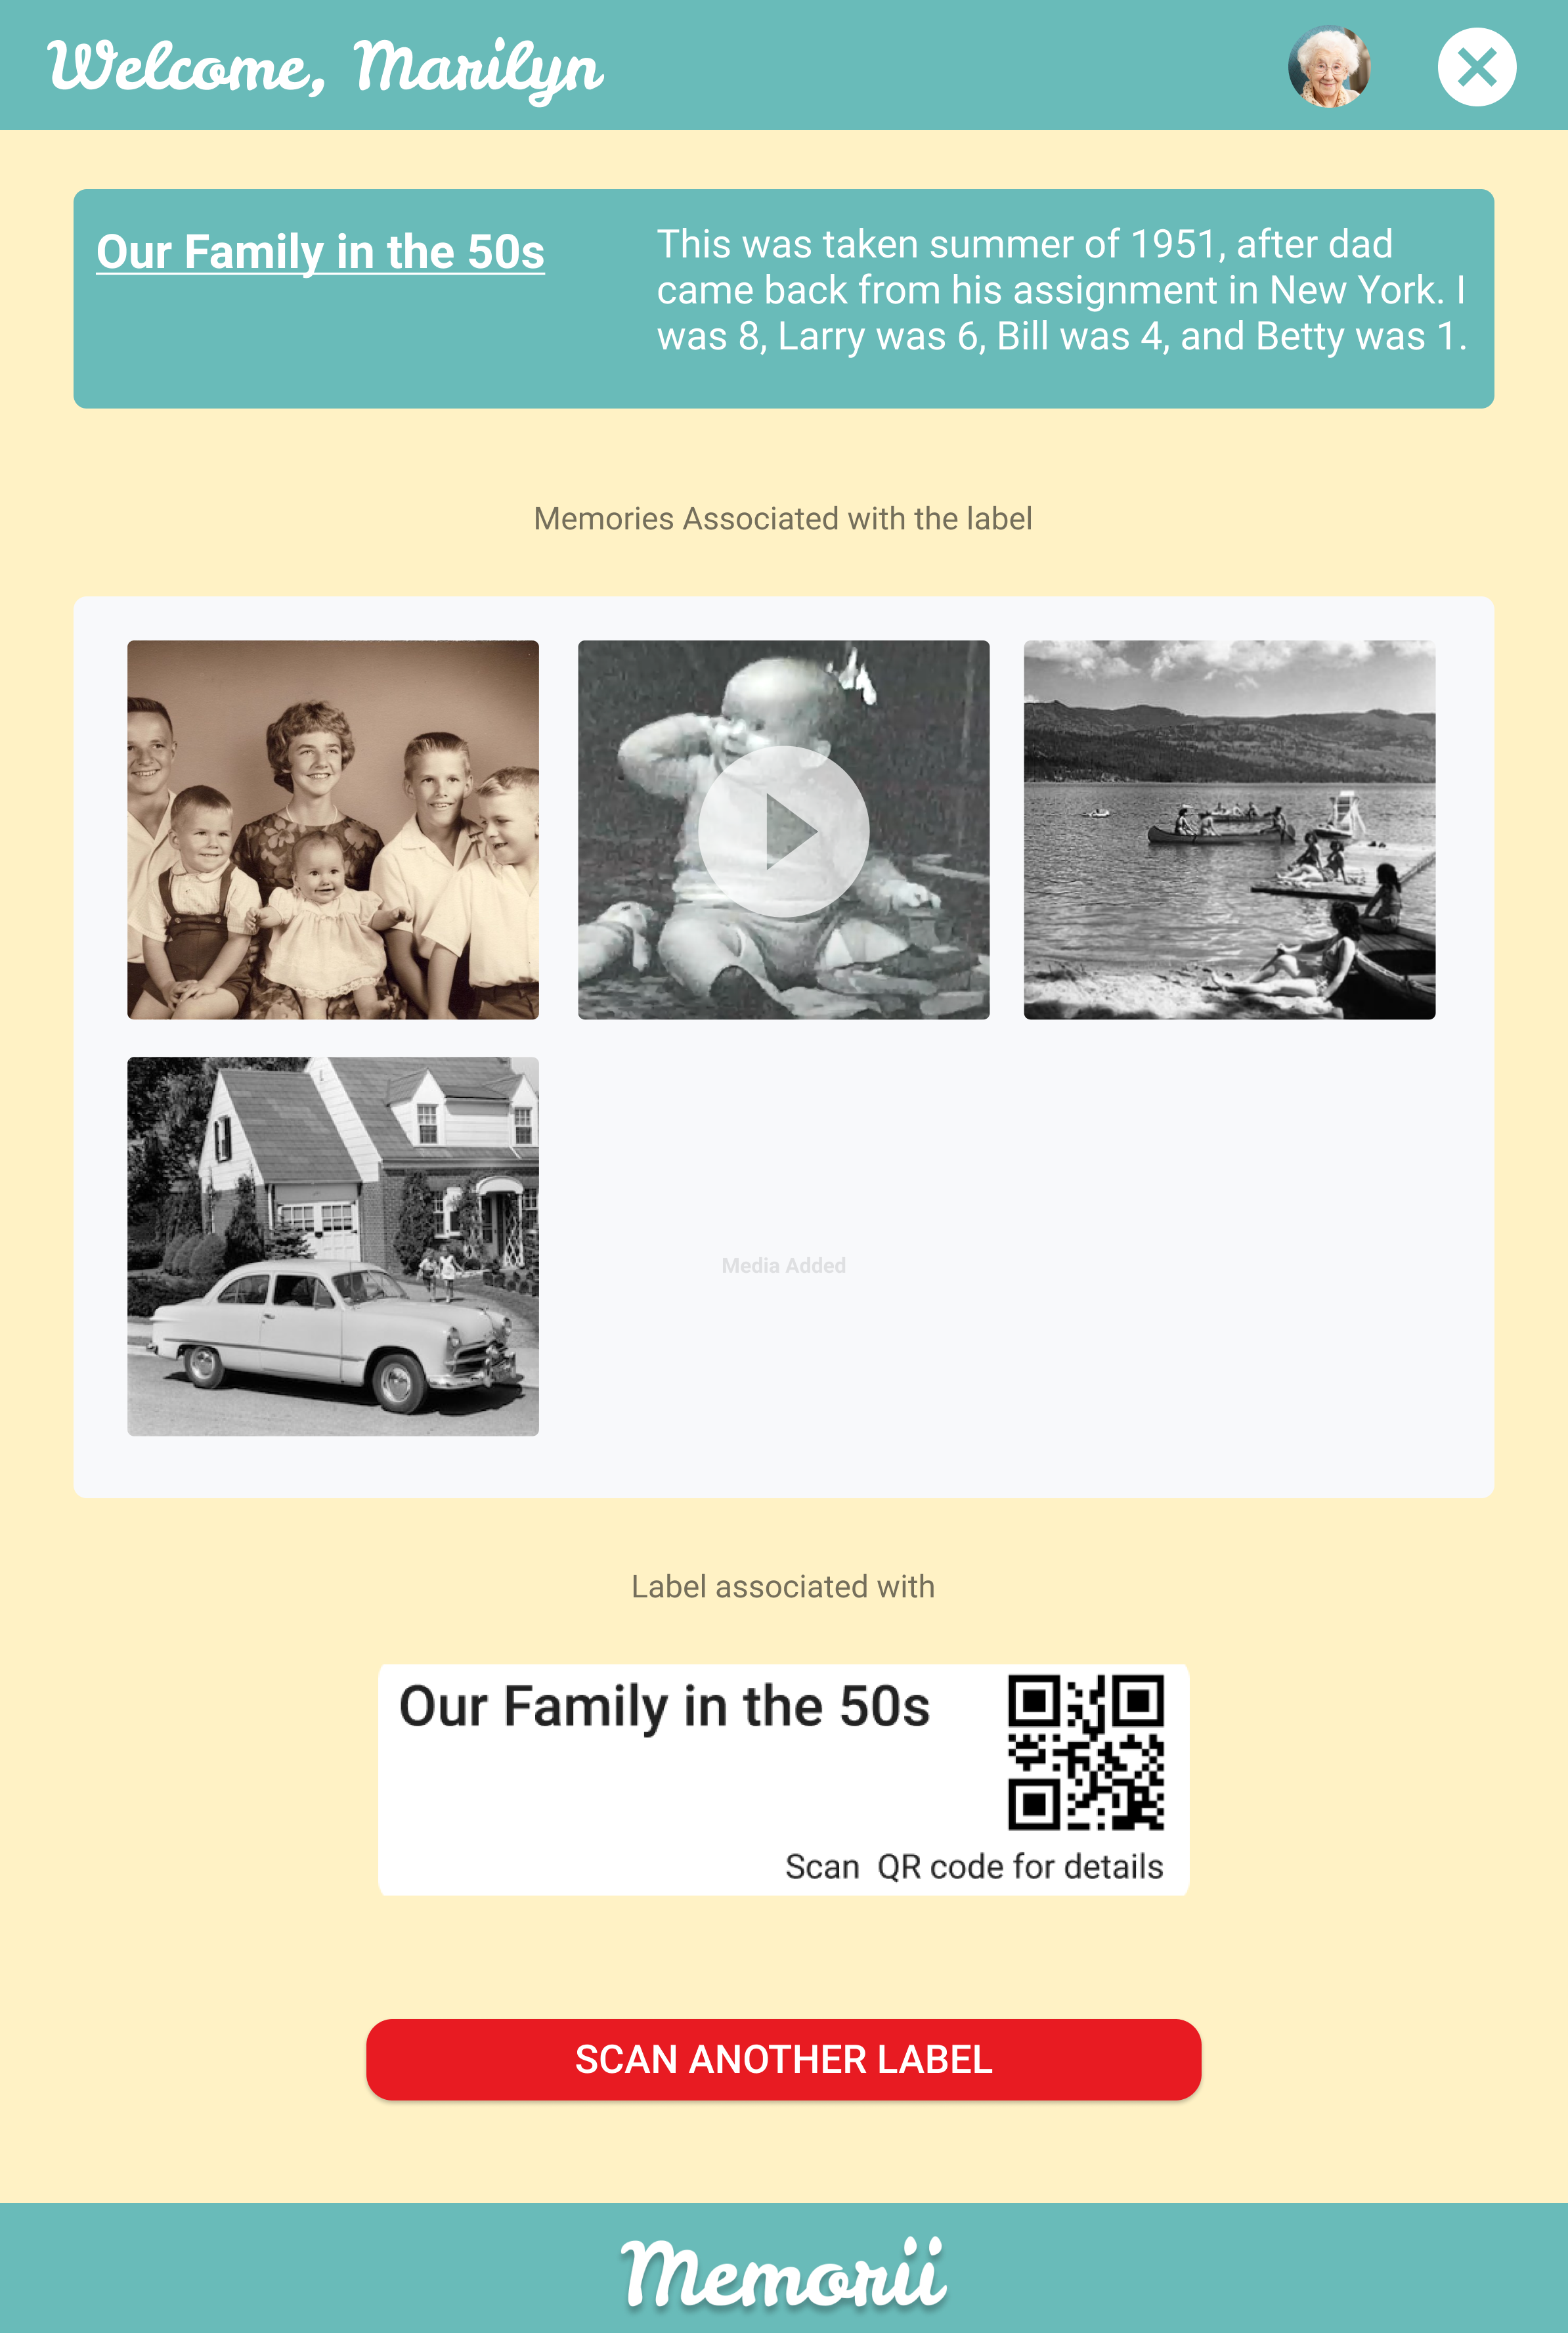 Welcome, Marilyn
Our Family in the 50s
This was taken summer of 1951, after dad
came back from his assignment in New York. I
was 8, Larry was 6, Bill was 4, and Betty was 1.
Memories Associated with the label
Media Added
Label associated with
Our Family in the 50s
Scan QR code for details
SCAN ANOTHER LABEL
Memorii